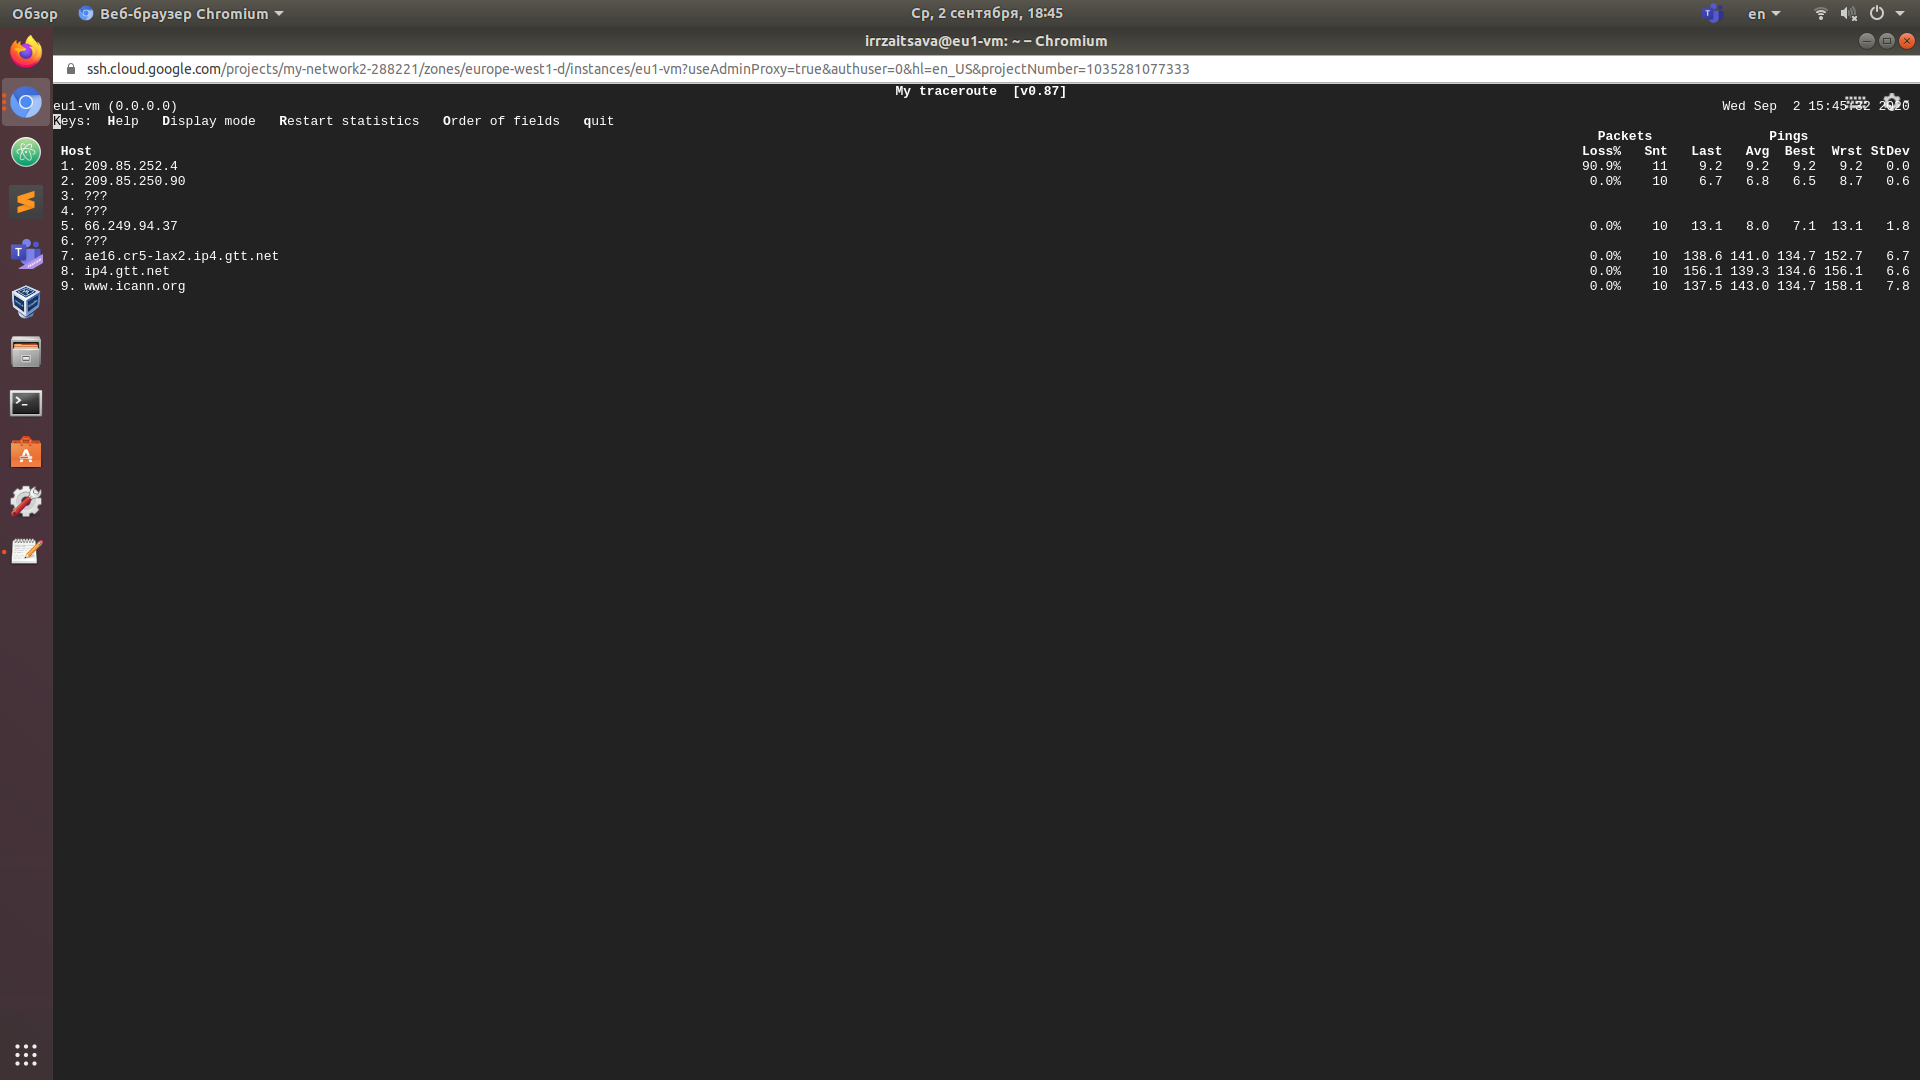 Обзор Веб-браузер Chromium Ср, 2 сентября, 18:45 en
irrzaitsava@eu1-vm: ~ – Chromium
ssh.cloud.google.com/projects/my-network2-288221/zones/europe-west1-d/instances/eu1-vm?useAdminProxy=true&authuser=0&hl=en_US&projectNumber=1035281077333
My traceroute [v0.87]
eu1-vm (0.0.0.0) Wed Sep 2 15:45:32 2020
Keys: Help Display mode Restart statistics Order of fields quit
Packets Pings
Host Loss% Snt Last Avg Best Wrst StDev
1. 209.85.252.4 90.9% 11 9.2 9.2 9.2 9.2 0.0
2. 209.85.250.90 0.0% 10 6.7 6.8 6.5 8.7 0.6
3. ???
4. ???
5. 66.249.94.37 0.0% 10 13.1 8.0 7.1 13.1 1.8
6. ???
7. ae16.cr5-lax2.ip4.gtt.net 0.0% 10 138.6 141.0 134.7 152.7 6.7
8. ip4.gtt.net 0.0% 10 156.1 139.3 134.6 156.1 6.6
9. www.icann.org 0.0% 10 137.5 143.0 134.7 158.1 7.8